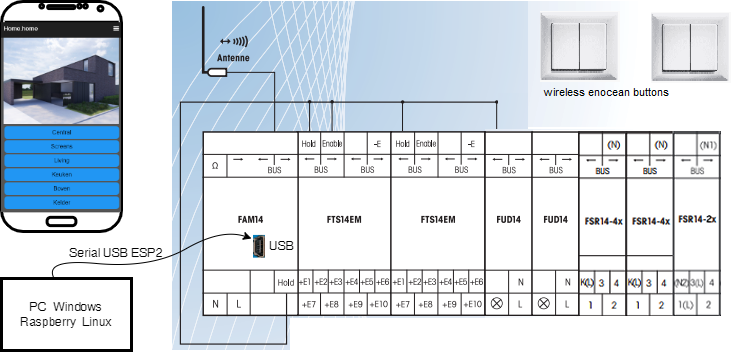 Home.home
Central
Screens
Living
Keuken
Boven
Kelder
Antenne
wireless enocean buttons
Hold Enable -E Hold Enable -E (N) (N) (N1)
Ω BUS BUS BUS BUS BUS BUS BUS BUS
FAM14 FTS14EM FTS14EM FUD14 FUD14 FSR14-4x FSR14-4x FSR14-2x
USB
Serial USB ESP2
Hold +E1 +E2 +E3 +E4 +E5 +E6 +E1 +E2 +E3 +E4 +E5 +E6 N N K(L) 3 4 K(L) 3 4 (N2) 3(L) 4
N L +E7 +E8 +E9 +E10 +E7 +E8 +E9 +E10 L L 1 2 1 2 1(L) 2
PC Windows
Raspberry Linux